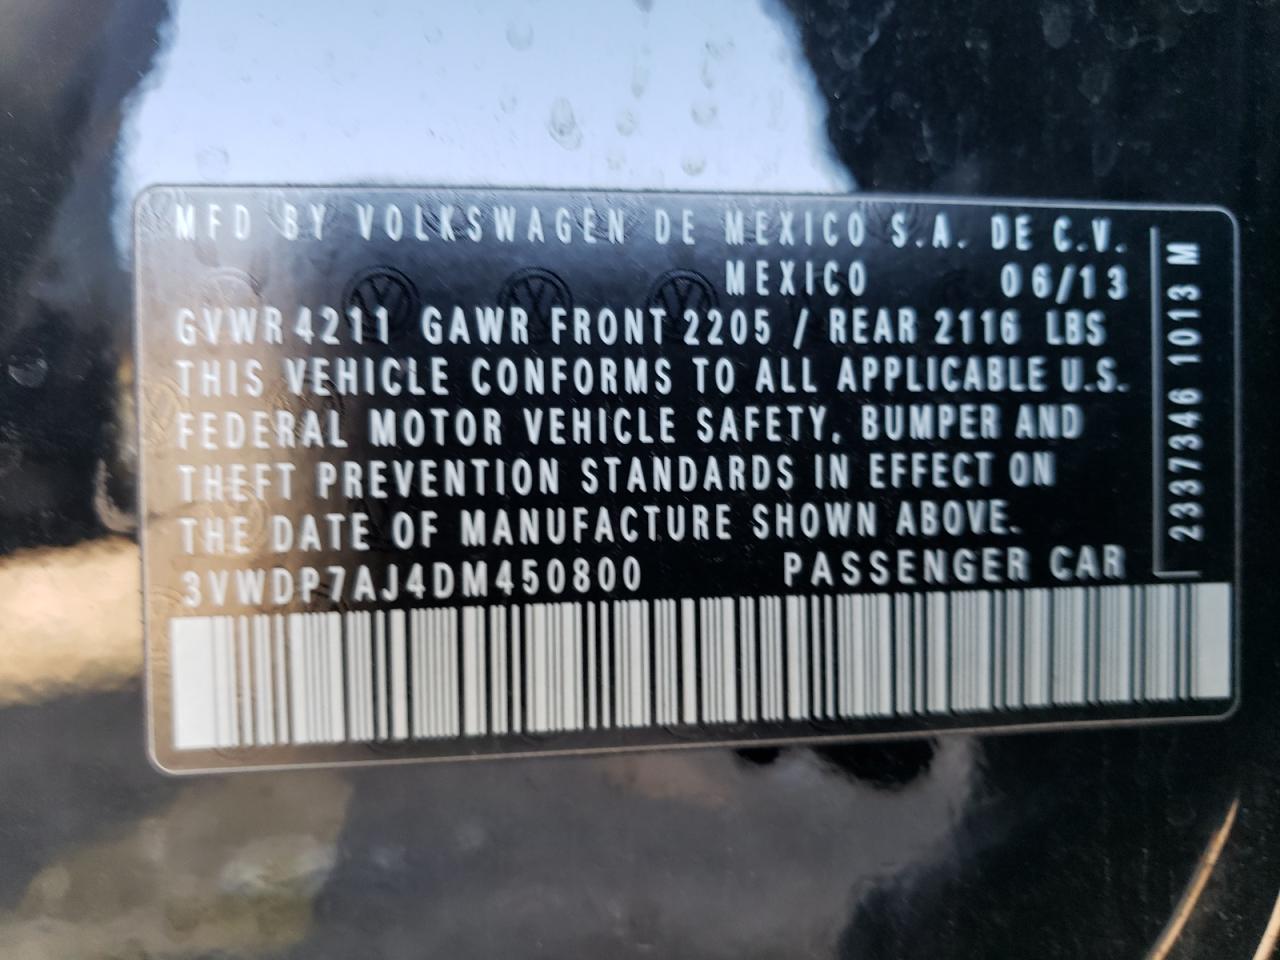 MFD BY VOLKSWAGEN DE MEXICO S.A. DE C.V.
MEXICO 06/13
GVWR 4211 GAWR FRONT 2205 / REAR 2116 LBS
THIS VEHICLE CONFORMS TO ALL APPLICABLE U.S.
FEDERAL MOTOR VEHICLE SAFETY, BUMPER AND
THEFT PREVENTION STANDARDS IN EFFECT ON
THE DATE OF MANUFACTURE SHOWN ABOVE.
3VWDP7AJ4DM450800 PASSENGER CAR
2337346 1013 M